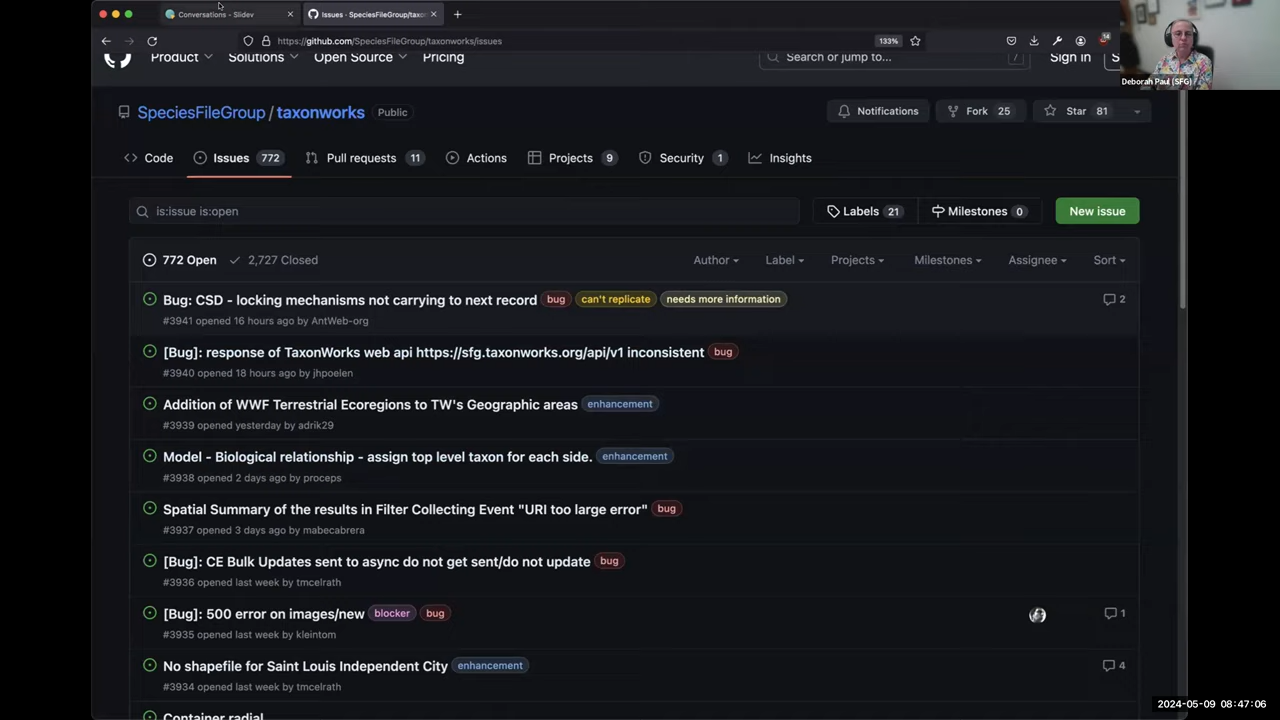 Conversations - Slidev
Issues · SpeciesFileGroup/taxon
https://github.com/SpeciesFileGroup/taxonworks/issues
133%
Product
Solutions
Open Source
Pricing
Search or jump to...
/
Sign in
S
Deborah Paul (SFG)
SpeciesFileGroup / taxonworks
Public
Notifications
Fork 25
Star 81
Code
Issues 772
Pull requests 11
Actions
Projects 9
Security 1
Insights
is:issue is:open
Labels 21
Milestones 0
New issue
772 Open
2,727 Closed
Author
Label
Projects
Milestones
Assignee
Sort
Bug: CSD - locking mechanisms not carrying to next record bug can't replicate needs more information
2
#3941 opened 16 hours ago by AntWeb-org
[Bug]: response of TaxonWorks web api https://sfg.taxonworks.org/api/v1 inconsistent bug
#3940 opened 18 hours ago by jhpoelen
Addition of WWF Terrestrial Ecoregions to TW's Geographic areas enhancement
#3939 opened yesterday by adrik29
Model - Biological relationship - assign top level taxon for each side. enhancement
#3938 opened 2 days ago by proceps
Spatial Summary of the results in Filter Collecting Event "URI too large error" bug
#3937 opened 3 days ago by mabecabrera
[Bug]: CE Bulk Updates sent to async do not get sent/do not update bug
#3936 opened last week by tmcelrath
[Bug]: 500 error on images/new blocker bug
1
#3935 opened last week by kleintom
No shapefile for Saint Louis Independent City enhancement
4
#3934 opened last week by tmcelrath
Container radial
2024-05-09 08:47:06